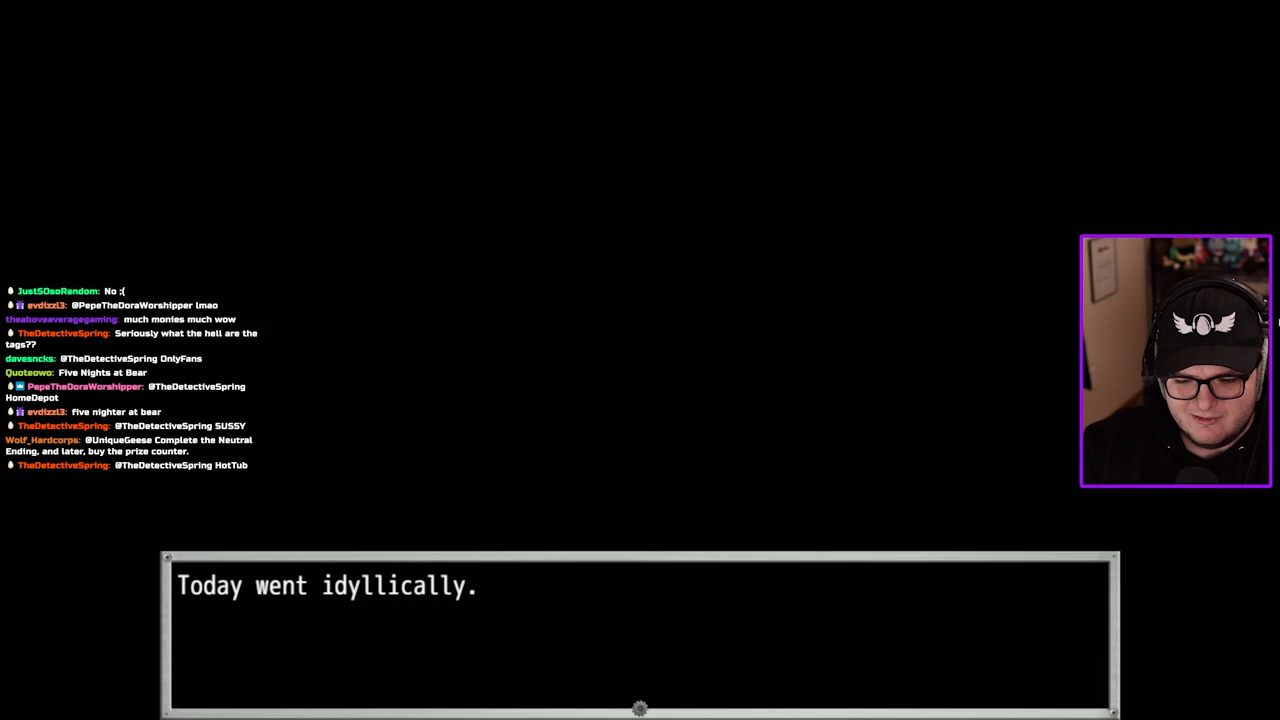 JustSOsoRandom: No ;(
evdizzl3: @PepeTheDoraWorshipper lmao
theaboveaveragegaming: much monies much wow
TheDetectiveSpring: Seriously what the hell are the
tags??
davesncks: @TheDetectiveSpring OnlyFans
Quoteowo: Five Nights at Bear
PepeTheDoraWorshipper: @TheDetectiveSpring
HomeDepot
evdizzl3: five nighter at bear
TheDetectiveSpring: @TheDetectiveSpring SUSSY
Wolf_Hardcorps: @UniqueGeese Complete the Neutral
Ending, and later, buy the prize counter.
TheDetectiveSpring: @TheDetectiveSpring HotTub
Today went idyllically.